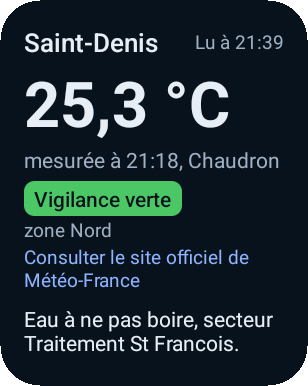 Saint-Denis
Lu à 21:39
25,3 °C
mesurée à 21:18, Chaudron
Vigilance verte
zone Nord
Consulter le site officiel de
Météo-France
Eau à ne pas boire, secteur
Traitement St Francois.